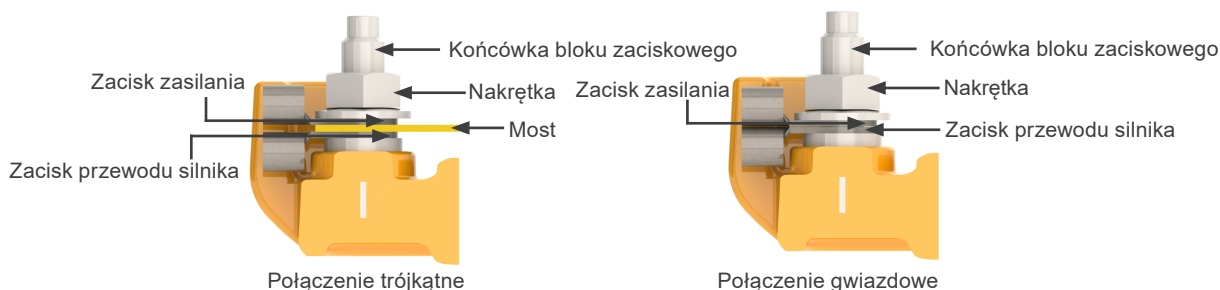 Końcówka bloku zaciskowego
Zacisk zasilania
Nakrętka
Most
Zacisk przewodu silnika
Połączenie trójkątne
Końcówka bloku zaciskowego
Zacisk zasilania
Nakrętka
Zacisk przewodu silnika
Połączenie gwiazdowe